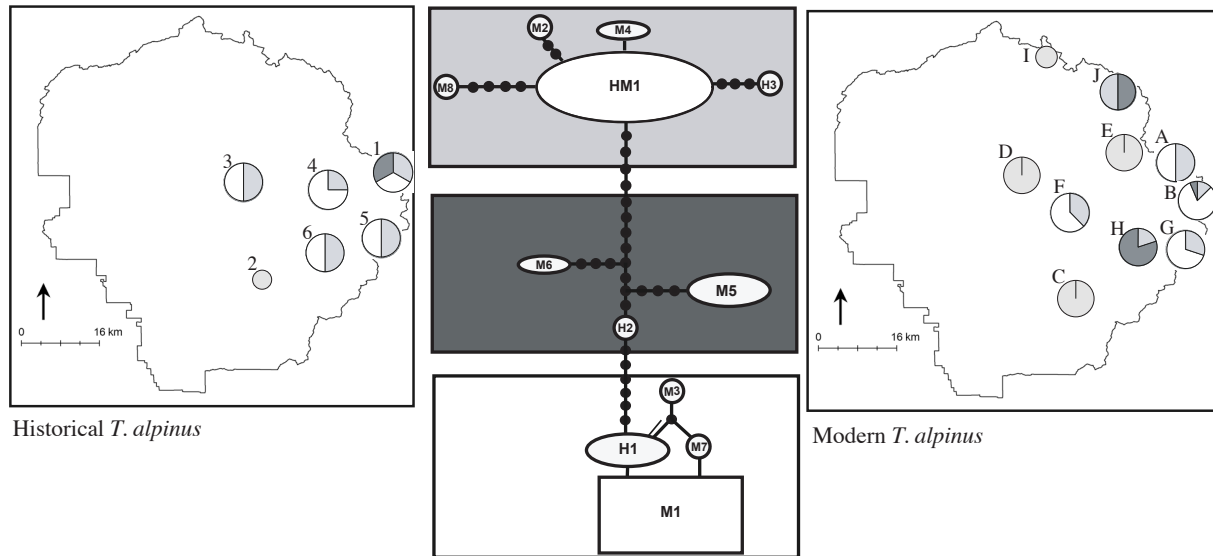 1
3
4
5
6
2
0 16 km
Historical T. alpinus
M2
M4
M8
HM1
H3
M6
M5
H2
M3
H1
M7
M1
I
J
E
A
D
B
F
H
G
C
0 16 km
Modern T. alpinus